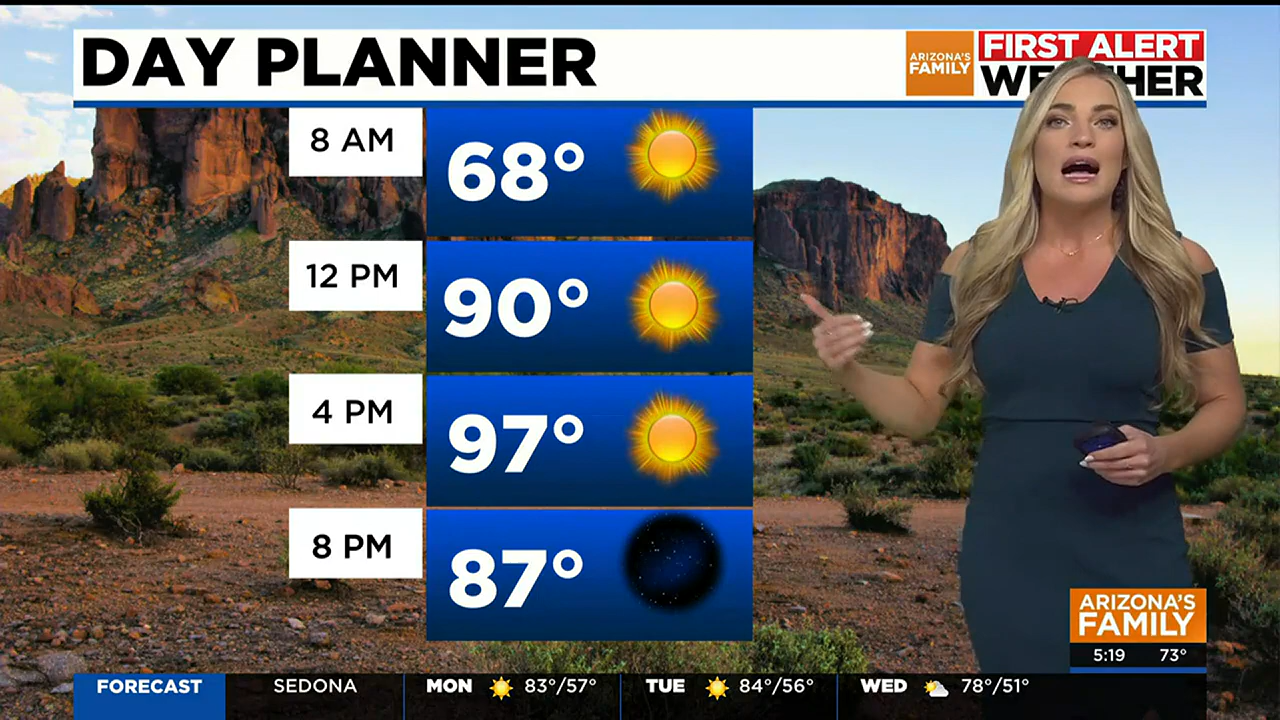 DAY PLANNER
ARIZONA'S
FAMILY
FIRST ALERT
WEATHER
8 AM
68°
12 PM
90°
4 PM
97°
8 PM
87°
ARIZONA'S
FAMILY
5:19 73°
FORECAST SEDONA MON 83°/57° TUE 84°/56° WED 78°/51°